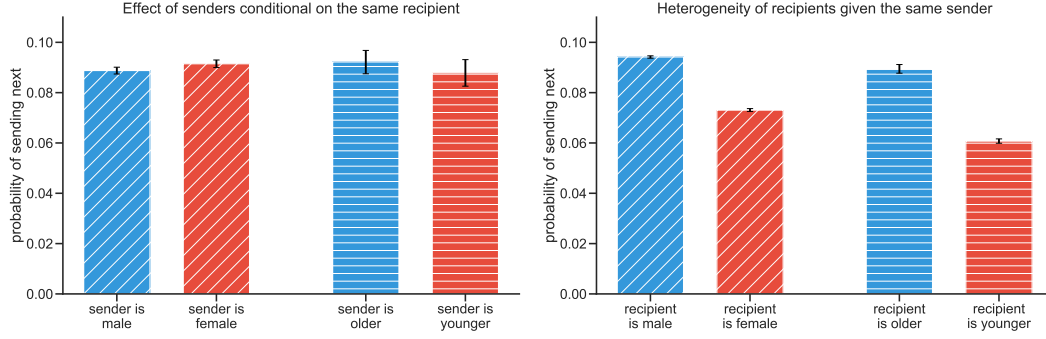 Effect of senders conditional on the same recipient
probability of sending next
0.10
0.08
0.06
0.04
0.02
0.00
sender is
male
sender is
female
sender is
older
sender is
younger
Heterogeneity of recipients given the same sender
probability of sending next
0.10
0.08
0.06
0.04
0.02
0.00
recipient
is male
recipient
is female
recipient
is older
recipient
is younger